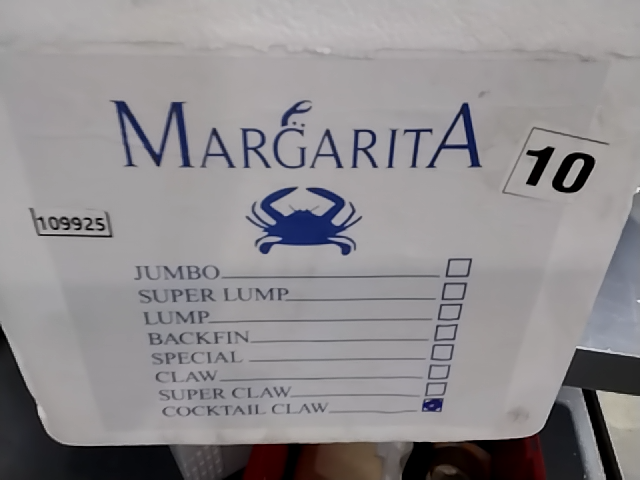 MARGARITA
10
109925
JUMBO
SUPER LUMP
LUMP
BACKFIN
SPECIAL
CLAW
SUPER CLAW
COCKTAIL CLAW